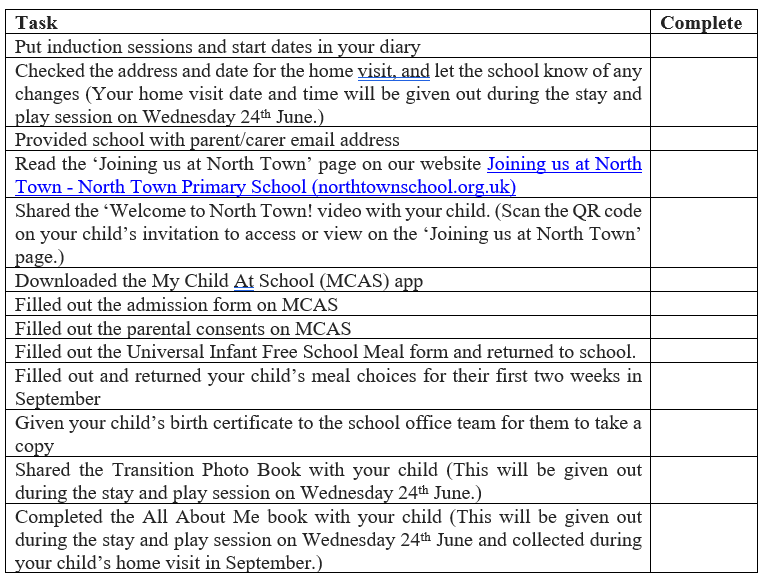 Task Complete
Put induction sessions and start dates in your diary
Checked the address and date for the home visit, and let the school know of any
changes (Your home visit date and time will be given out during the stay and
play session on Wednesday 24th June.)
Provided school with parent/carer email address
Read the ‘Joining us at North Town’ page on our website Joining us at North
Town - North Town Primary School (northtownschool.org.uk)
Shared the ‘Welcome to North Town! video with your child. (Scan the QR code
on your child’s invitation to access or view on the ‘Joining us at North Town’
page.)
Downloaded the My Child At School (MCAS) app
Filled out the admission form on MCAS
Filled out the parental consents on MCAS
Filled out the Universal Infant Free School Meal form and returned to school.
Filled out and returned your child’s meal choices for their first two weeks in
September
Given your child’s birth certificate to the school office team for them to take a
copy
Shared the Transition Photo Book with your child (This will be given out
during the stay and play session on Wednesday 24th June.)
Completed the All About Me book with your child (This will be given out
during the stay and play session on Wednesday 24th June and collected during
your child’s home visit in September.)